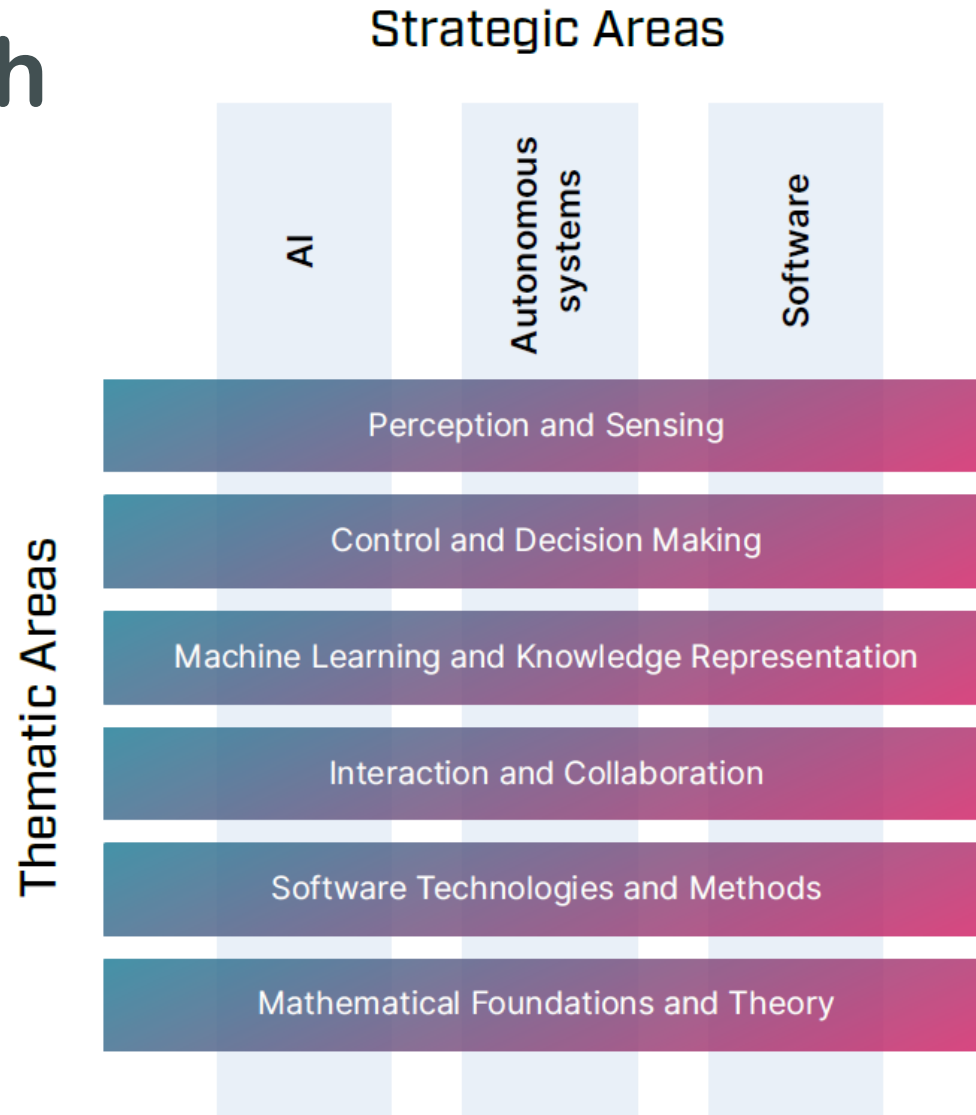 h
Strategic Areas
AI
Autonomous
systems
Software
Thematic Areas
Perception and Sensing
Control and Decision Making
Machine Learning and Knowledge Representation
Interaction and Collaboration
Software Technologies and Methods
Mathematical Foundations and Theory